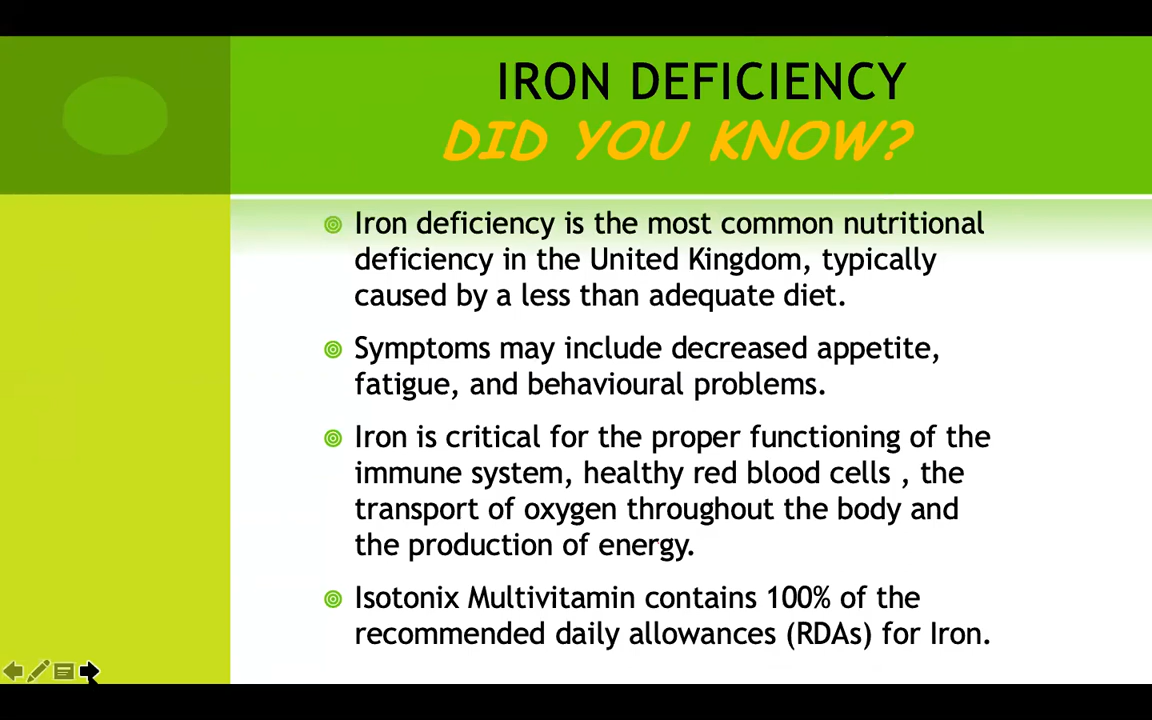 IRON DEFICIENCY
DID YOU KNOW?
Iron deficiency is the most common nutritional
deficiency in the United Kingdom, typically
caused by a less than adequate diet.
Symptoms may include decreased appetite,
fatigue, and behavioural problems.
Iron is critical for the proper functioning of the
immune system, healthy red blood cells , the
transport of oxygen throughout the body and
the production of energy.
Isotonix Multivitamin contains 100% of the
recommended daily allowances (RDAs) for Iron.